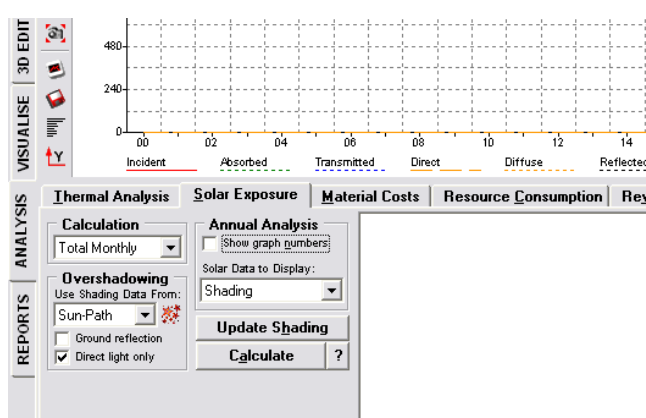 3D EDIT
VISUALISE
ANALYSIS
REPORTS
Y
480
240
0
00 02 04 06 08 10 12 14
Incident Absorbed Transmitted Direct Diffuse Reflected
Thermal Analysis Solar Exposure Material Costs Resource Consumption
Calculation
Total Monthly
Overshadowing
Use Shading Data From:
Sun-Path
Ground reflection
Direct light only
Annual Analysis
Show graph numbers
Solar Data to Display:
Shading
Update Shading
Calculate ?